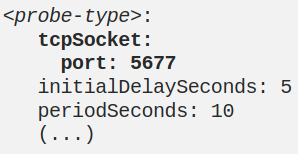 <probe-type>:
tcpSocket:
port: 5677
initialDelaySeconds: 5
periodSeconds: 10
(...)